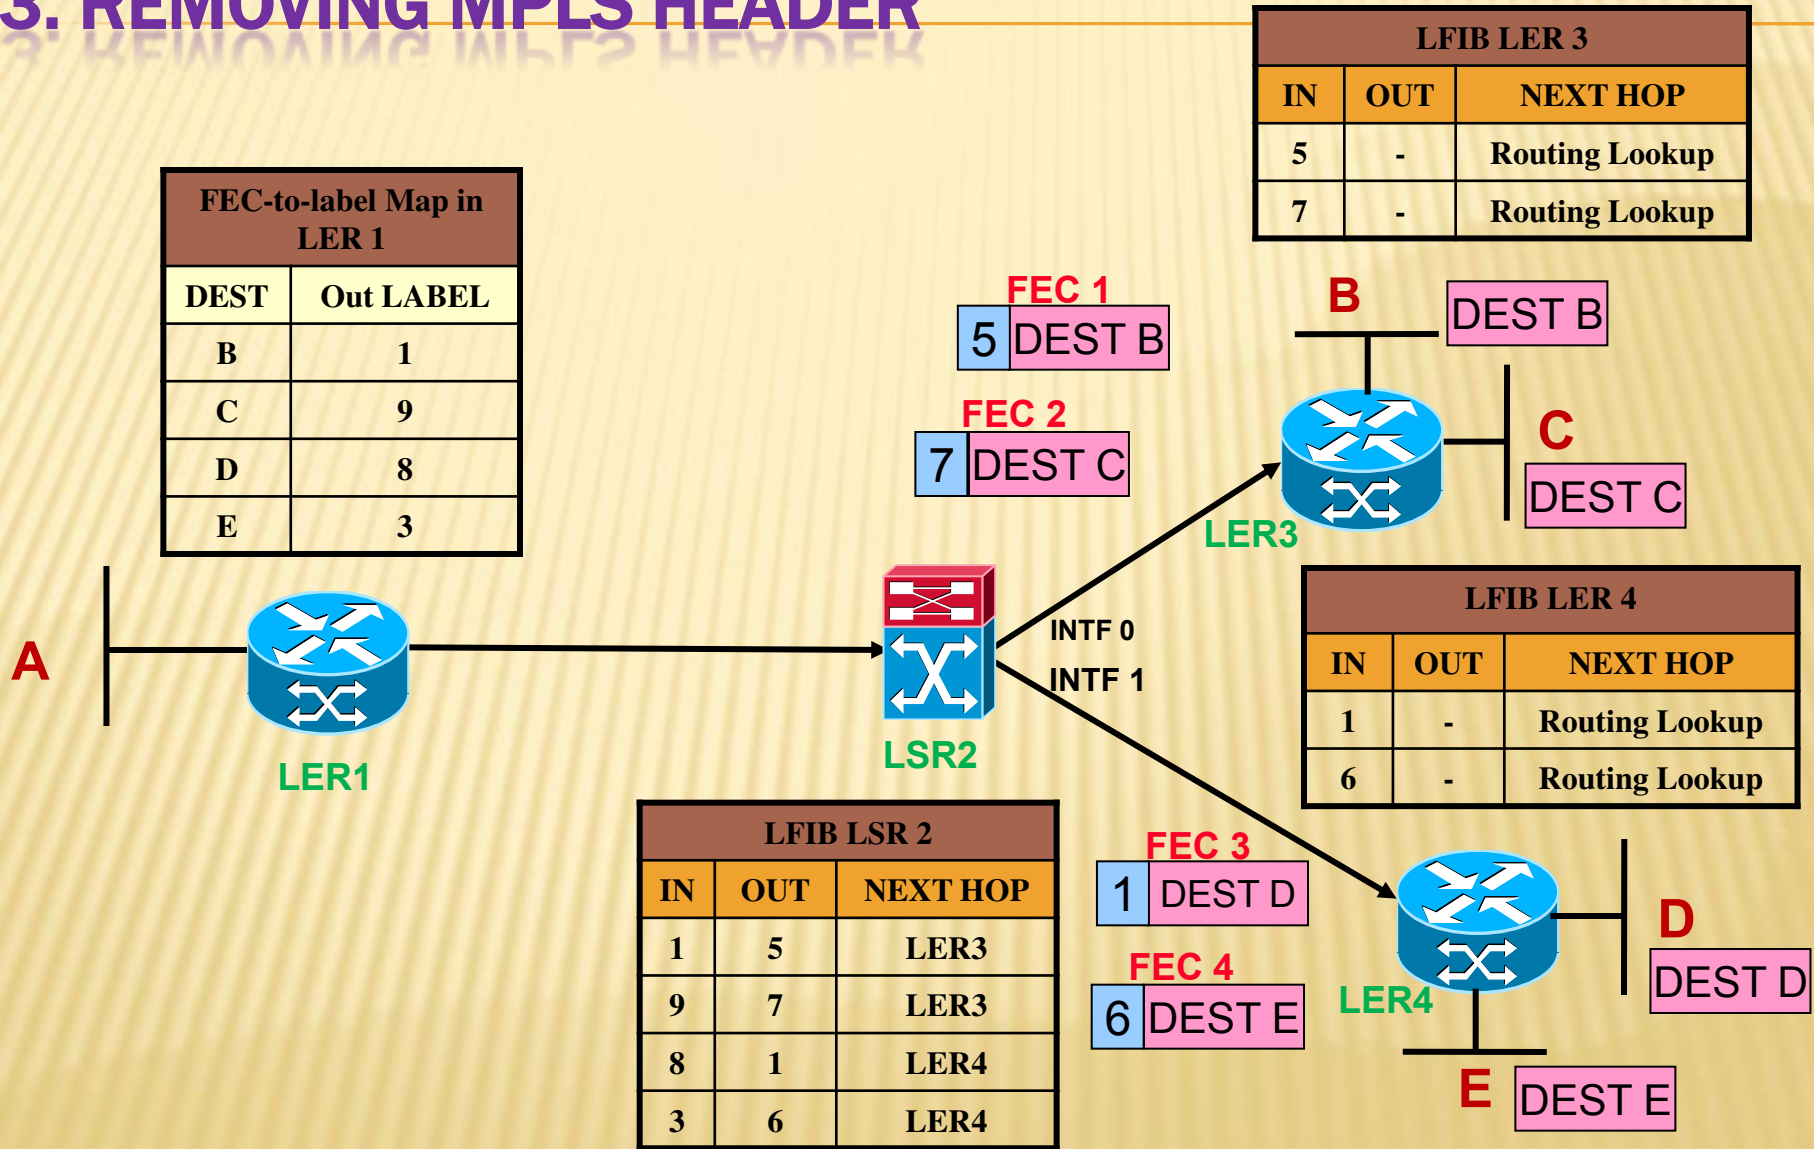 3. REMOVING MPLS HEADER
LFIB LER 3
IN OUT NEXT HOP
5 - Routing Lookup
7 - Routing Lookup
FEC-to-label Map in
LER 1
DEST Out LABEL
B 1
C 9
D 8
E 3
FEC 1
5 DEST B
FEC 2
7 DEST C
B
DEST B
C
DEST C
LER3
A
LER1
LSR2
INTF 0
INTF 1
LFIB LER 4
IN OUT NEXT HOP
1 - Routing Lookup
6 - Routing Lookup
LFIB LSR 2
IN OUT NEXT HOP
1 5 LER3
9 7 LER3
8 1 LER4
3 6 LER4
FEC 3
1 DEST D
FEC 4
6 DEST E
LER4
D
DEST D
E
DEST E